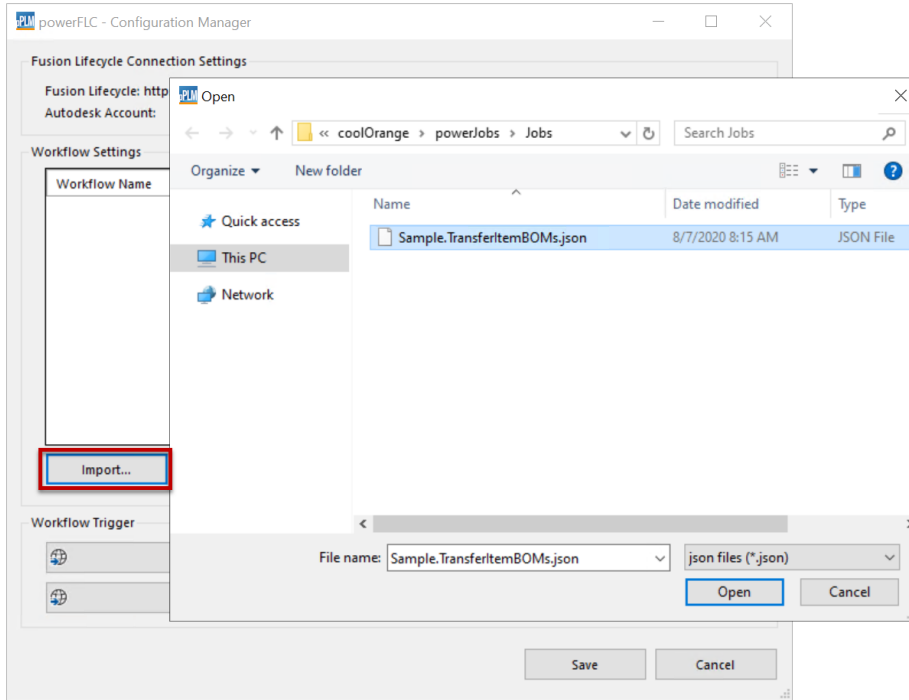 PLM powerFLC - Configuration Manager
Fusion Lifecycle Connection Settings
Fusion Lifecycle: http
Autodesk Account:
Workflow Settings
Workflow Name
Import...
Workflow Trigger
Save
Cancel
PLM Open
« coolOrange › powerJobs › Jobs
Search Jobs
Organize
New folder
?
Name
Date modified
Type
Quick access
This PC
Network
Sample.TransferItemBOMs.json
8/7/2020 8:15 AM
JSON File
File name:
Sample.TransferItemBOMs.json
json files (*.json)
Open
Cancel